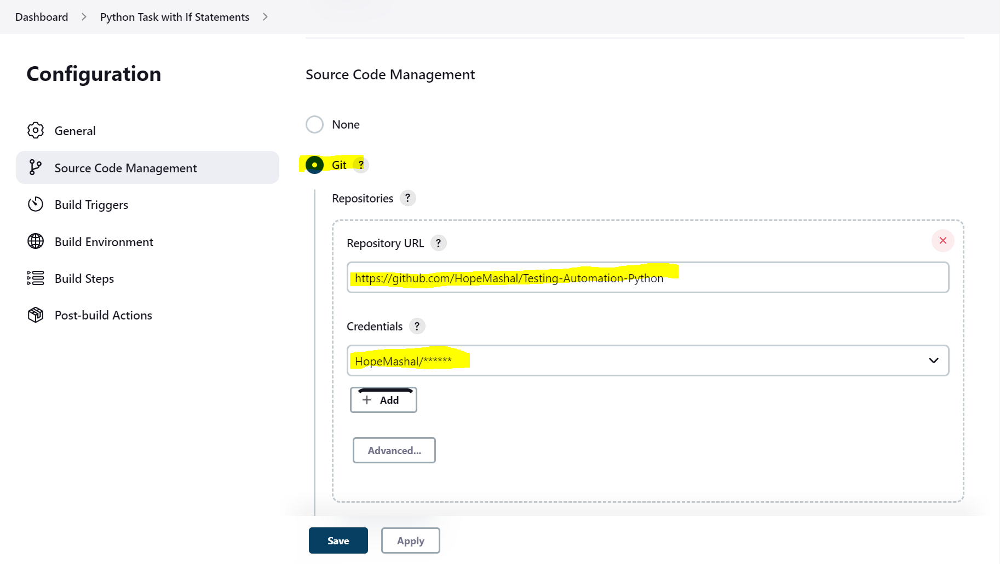 Dashboard > Python Task with If Statements >
Configuration
General
Source Code Management
Build Triggers
Build Environment
Build Steps
Post-build Actions
Source Code Management
None
Git ?
Repositories ?
Repository URL ?
https://github.com/HopeMashal/Testing-Automation-Python
Credentials ?
HopeMashal/******
+ Add
Advanced...
Save
Apply